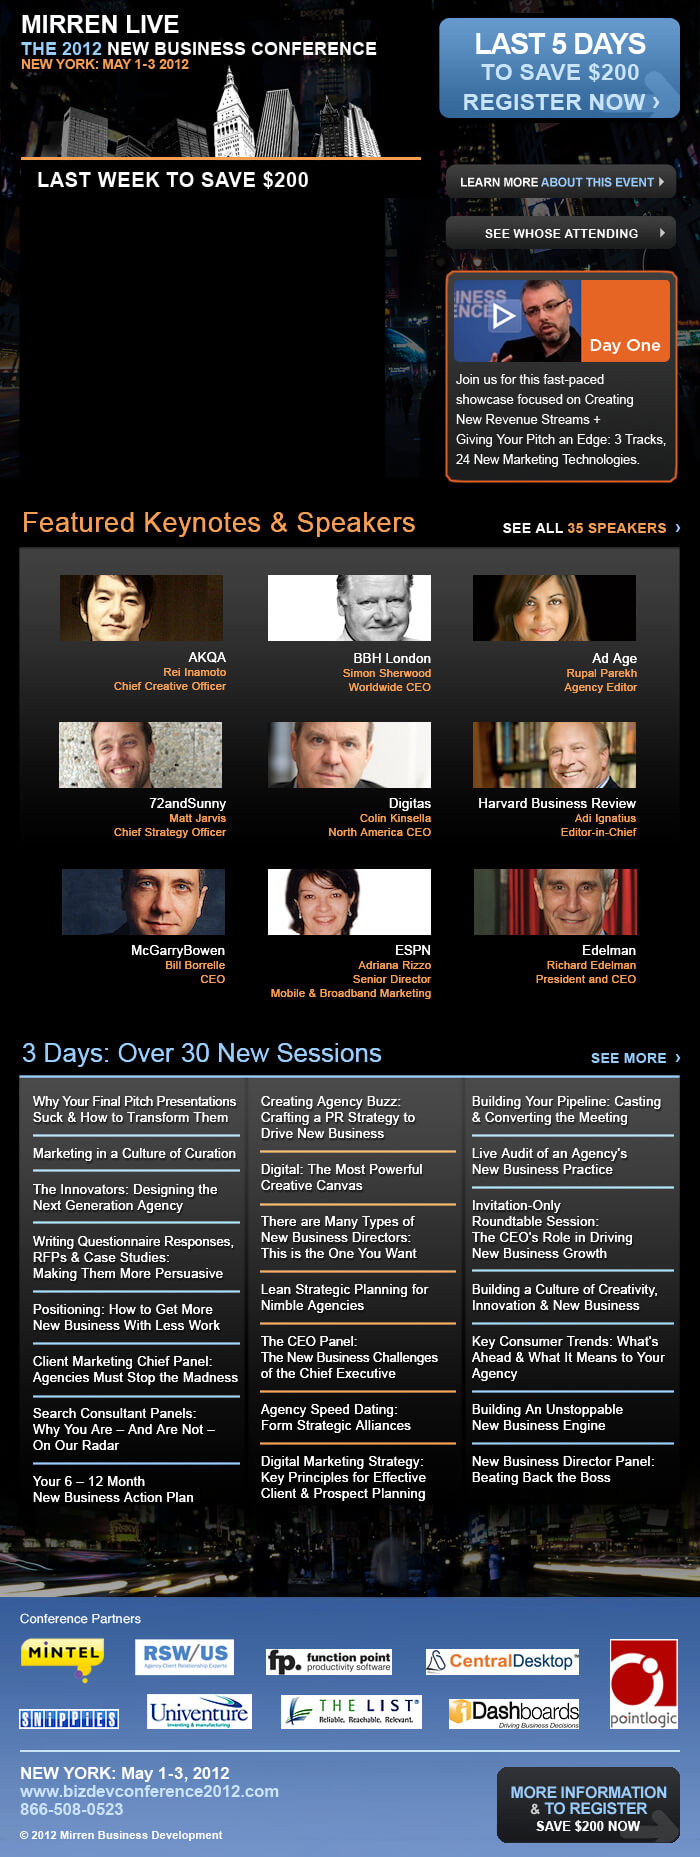 MIRREN LIVE
THE 2012 NEW BUSINESS CONFERENCE
NEW YORK: MAY 1-3 2012
LAST 5 DAYS
TO SAVE $200
REGISTER NOW ›
LAST WEEK TO SAVE $200
LEARN MORE ABOUT THIS EVENT
SEE WHOSE ATTENDING
Day One
Join us for this fast-paced
showcase focused on Creating
New Revenue Streams +
Giving Your Pitch an Edge: 3 Tracks,
24 New Marketing Technologies.
Featured Keynotes & Speakers
SEE ALL 35 SPEAKERS ›
AKQA
Rei Inamoto
Chief Creative Officer
BBH London
Simon Sherwood
Worldwide CEO
Ad Age
Rupal Parekh
Agency Editor
72andSunny
Matt Jarvis
Chief Strategy Officer
Digitas
Colin Kinsella
North America CEO
Harvard Business Review
Adi Ignatius
Editor-in-Chief
McGarryBowen
Bill Borrelle
CEO
ESPN
Adriana Rizzo
Senior Director
Mobile & Broadband Marketing
Edelman
Richard Edelman
President and CEO
3 Days: Over 30 New Sessions
SEE MORE ›
Why Your Final Pitch Presentations
Suck & How to Transform Them
Marketing in a Culture of Curation
The Innovators: Designing the
Next Generation Agency
Writing Questionnaire Responses,
RFPs & Case Studies:
Making Them More Persuasive
Positioning: How to Get More
New Business With Less Work
Client Marketing Chief Panel:
Agencies Must Stop the Madness
Search Consultant Panels:
Why You Are – And Are Not –
On Our Radar
Your 6 – 12 Month
New Business Action Plan
Creating Agency Buzz:
Crafting a PR Strategy to
Drive New Business
Digital: The Most Powerful
Creative Canvas
There are Many Types of
New Business Directors:
This is the One You Want
Lean Strategic Planning for
Nimble Agencies
The CEO Panel:
The New Business Challenges
of the Chief Executive
Agency Speed Dating:
Form Strategic Alliances
Digital Marketing Strategy:
Key Principles for Effective
Client & Prospect Planning
Building Your Pipeline: Casting
& Converting the Meeting
Live Audit of an Agency's
New Business Practice
Invitation-Only
Roundtable Session:
The CEO's Role in Driving
New Business Growth
Building a Culture of Creativity,
Innovation & New Business
Key Consumer Trends: What's
Ahead & What It Means to Your
Agency
Building An Unstoppable
New Business Engine
New Business Director Panel:
Beating Back the Boss
Conference Partners
MINTEL
RSW/US
Agency-Client Relationship Experts
fp. function point
productivity software
CentralDesktop
pointlogic
SNIPPIES
Univenture
inventing & manufacturing
THE LIST®
Reliable. Reachable. Relevant.
iDashboards
Driving Business Decisions
NEW YORK: May 1-3, 2012
www.bizdevconference2012.com
866-508-0523
© 2012 Mirren Business Development
MORE INFORMATION
& TO REGISTER
SAVE $200 NOW